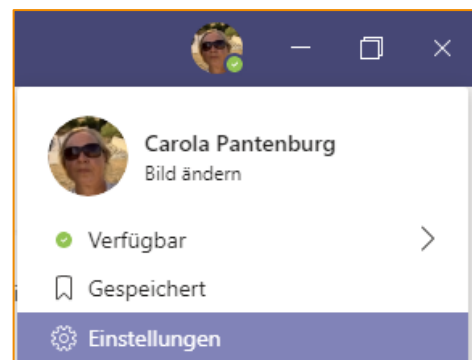 Carola Pantenburg
Bild ändern
Verfügbar
Gespeichert
Einstellungen